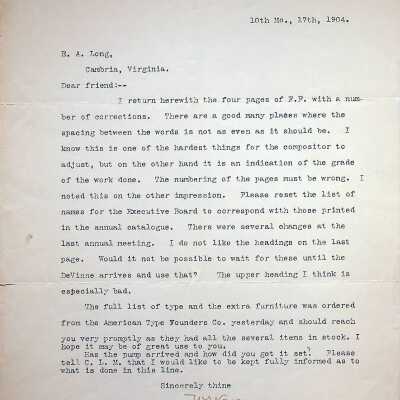 10th Mo., 17th, 1904.
E. A. Long,
Cambria, Virginia.
Dear friend:--
I return herewith the four pages of F.F. with a num-
ber of corrections. There are a good many places where the
spacing between the words is not as even as it should be. I
know this is one of the hardest things for the compositor to
adjust, but on the other hand it is an indication of the grade
of the work done. The numbering of the pages must be wrong. I
noted this on the other impression. Please reset the list of
names for the Executive Board to correspond with those printed
in the annual catalogue. There were several changes at the
last annual meeting. I do not like the headings on the last
page. Would it not be possible to wait for these until the
DeVinne arrives and use that? The upper heading I think is
especially bad.
The full list of type and the extra furniture was ordered
from the American Type Founders Co. yesterday and should reach
you very promptly as they had all the several items in stock. I
hope it may be of great use to you.
Has the pump arrived and how did you get it set? Please
tell C. L. M. that I would like to be kept fully informed as to
what is done in this line.
Sincerely thine